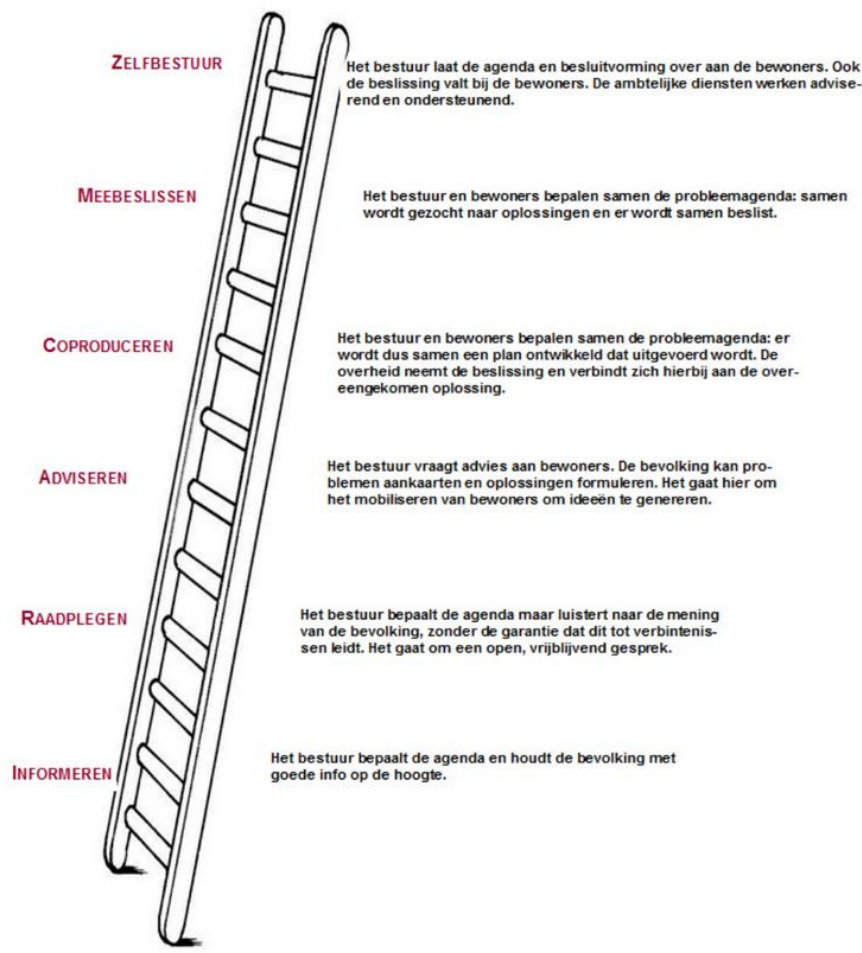 ZELFBESTUUR
Het bestuur laat de agenda en besluitvorming over aan de bewoners. Ook
de beslissing valt bij de bewoners. De ambtelijke diensten werken advise-
rend en ondersteunend.
MEEBESLISSEN
Het bestuur en bewoners bepalen samen de probleemagenda: samen
wordt gezocht naar oplossingen en er wordt samen beslist.
COPRODUCEREN
Het bestuur en bewoners bepalen samen de probleemagenda: er
wordt dus samen een plan ontwikkeld dat uitgevoerd wordt. De
overheid neemt de beslissing en verbindt zich hierbij aan de over-
eengekomen oplossing.
ADVISEREN
Het bestuur vraagt advies aan bewoners. De bevolking kan pro-
blemen aankaarten en oplossingen formuleren. Het gaat hier om
het mobiliseren van bewoners om ideeën te genereren.
RAADPLEGEN
Het bestuur bepaalt de agenda maar luistert naar de mening
van de bevolking, zonder de garantie dat dit tot verbintenis-
sen leidt. Het gaat om een open, vrijblijvend gesprek.
INFORMEREN
Het bestuur bepaalt de agenda en houdt de bevolking met
goede info op de hoogte.